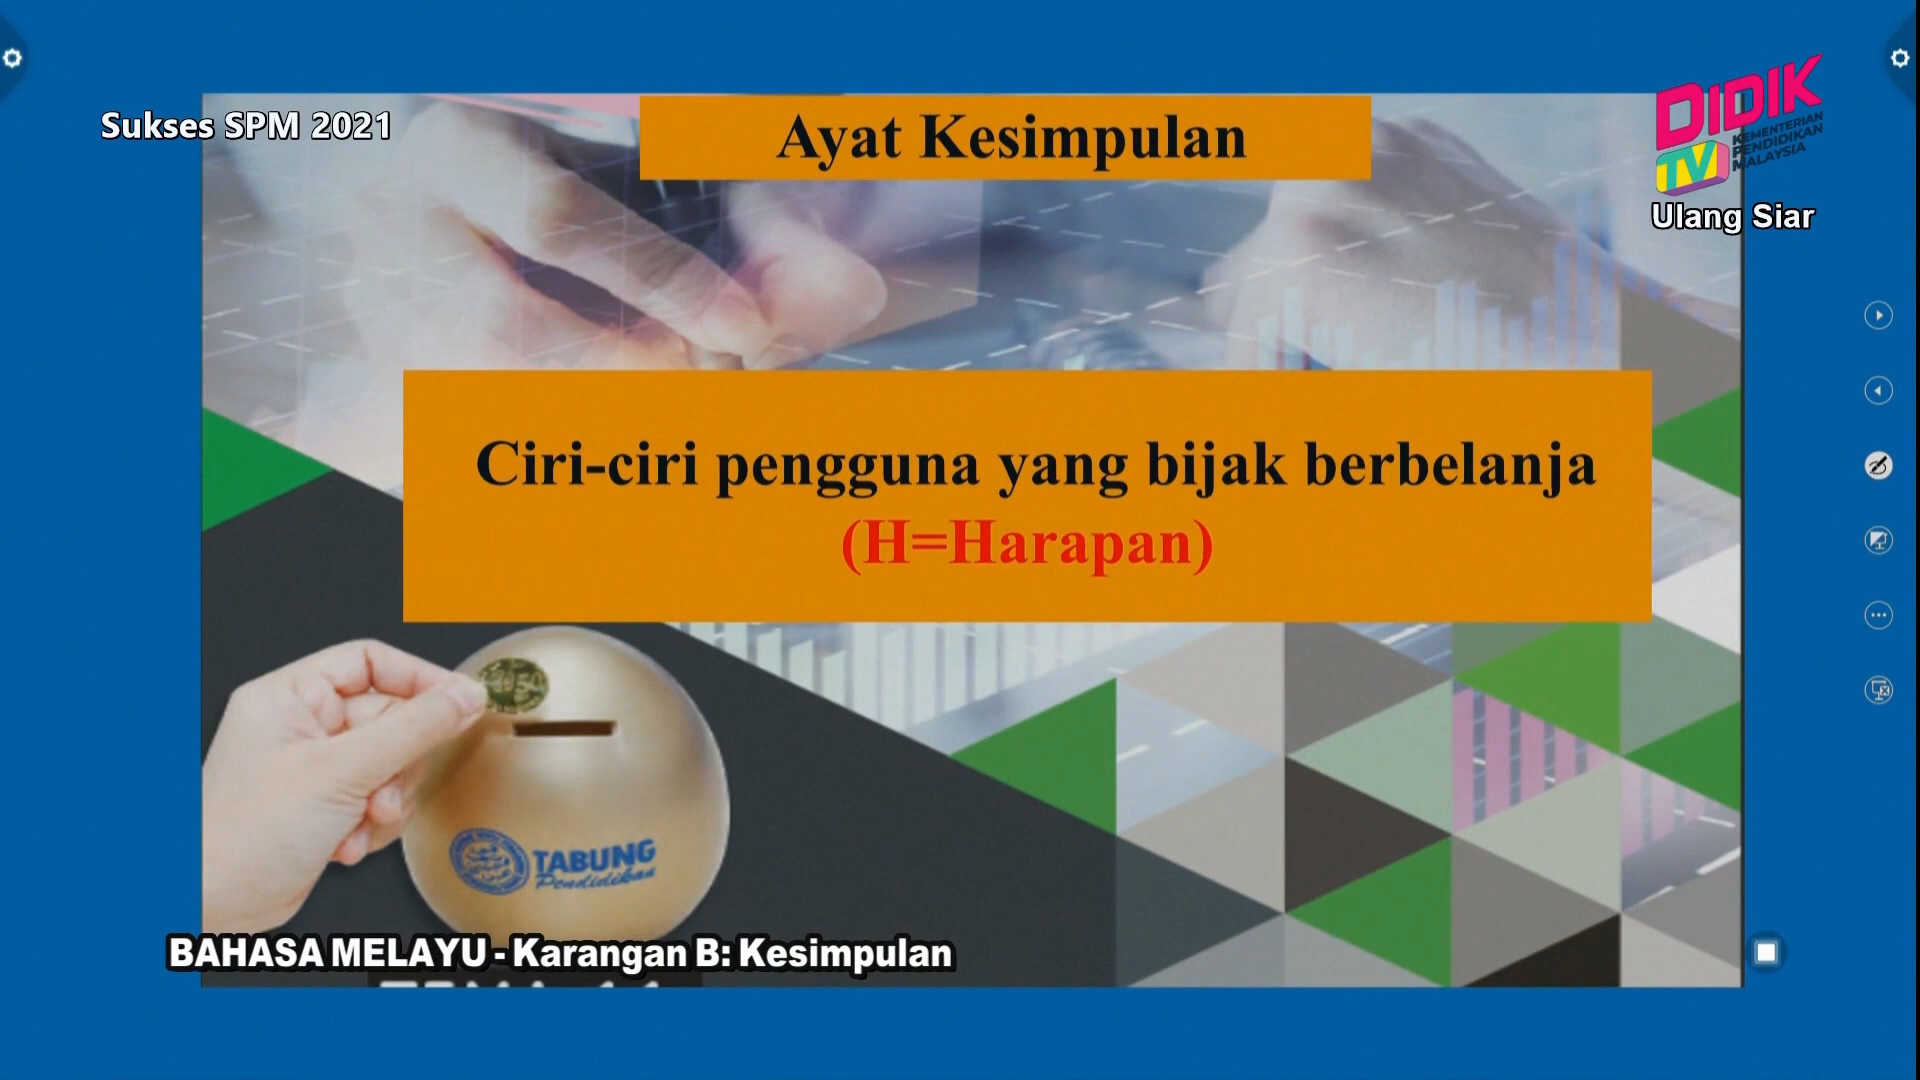 Sukses SPM 2021
Ayat Kesimpulan
DIDIK
TV
KEMENTERIAN
PENDIDIKAN
MALAYSIA
Ulang Siar
Ciri-ciri pengguna yang bijak berbelanja
(H=Harapan)
TABUNG
Pendidikan
BAHASA MELAYU - Karangan B: Kesimpulan